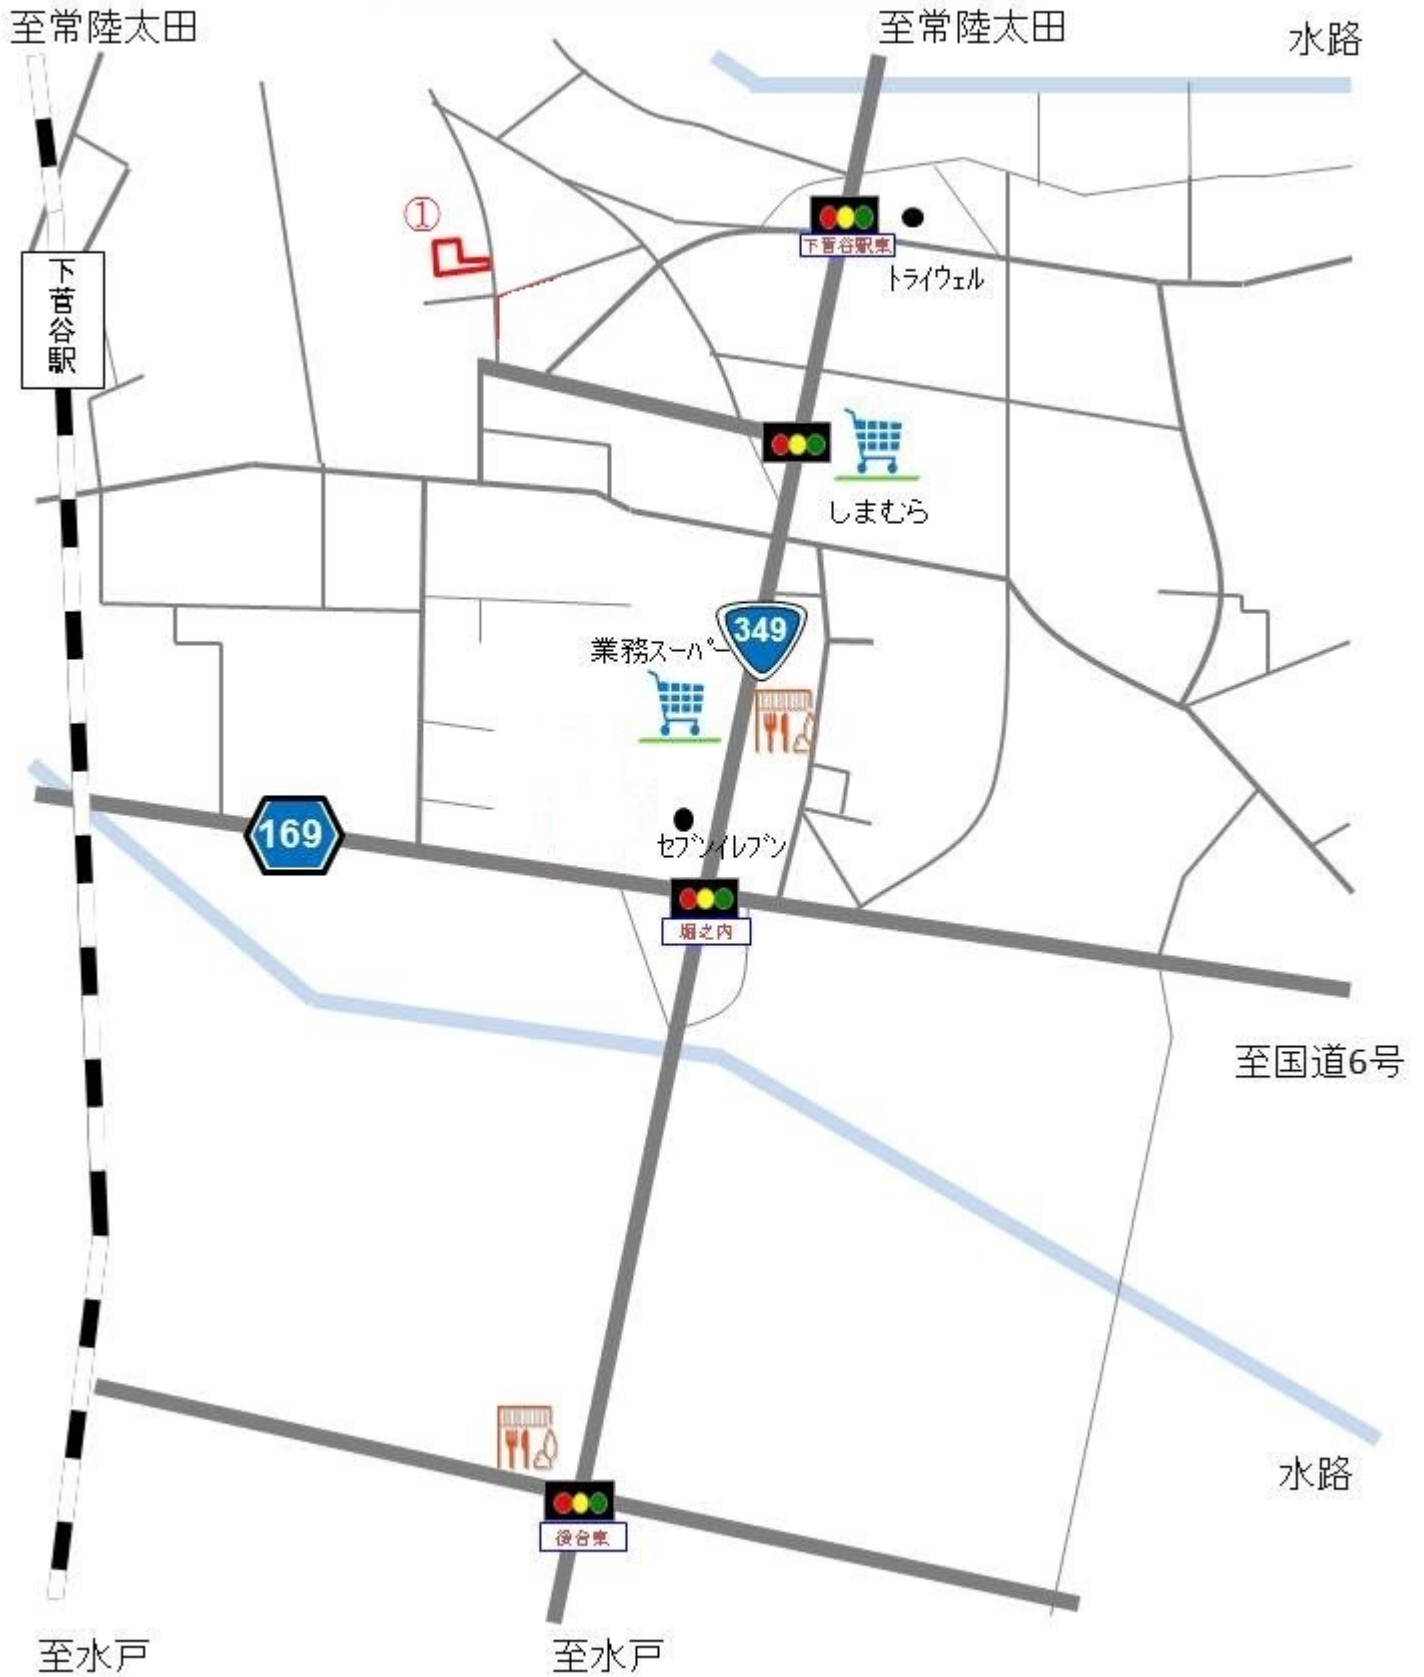 至常陸太田
至常陸太田
水路
①
下菅谷駅
下菅谷駅東
トライウェル
しまむら
349
業務スーパー
169
セブンイレブン
堀之内
至国道6号
水路
後台東
至水戸
至水戸